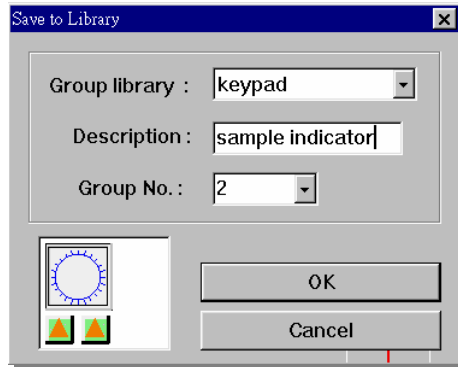 Save to Library
Group library : keypad
Description : sample indicator
Group No. : 2
OK
Cancel